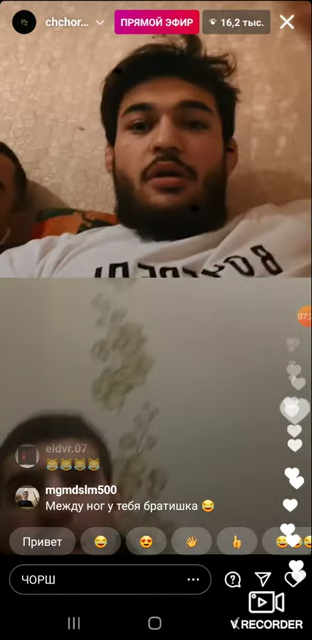 chchor...
ПРЯМОЙ ЭФИР
16,2 тыс.
eldvr.07
😹😹😹😹
mgmdslm500
Между ног у тебя братишка 😅
Привет
ЧОРШ
RECORDER